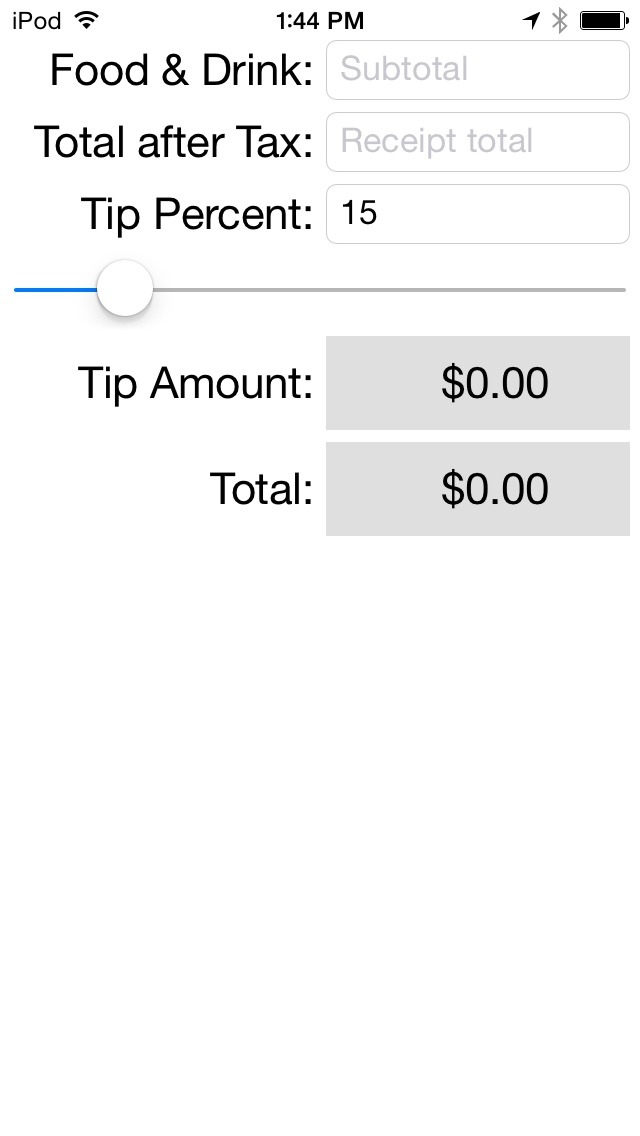 iPod 1:44 PM
Food & Drink: Subtotal
Total after Tax: Receipt total
Tip Percent: 15
Tip Amount: $0.00
Total: $0.00